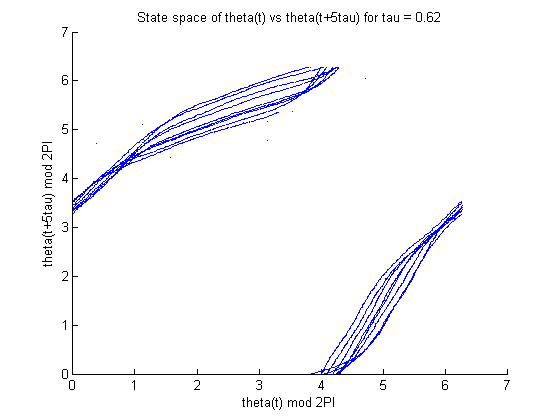 State space of theta(t) vs theta(t+5tau) for tau = 0.62
7
6
5
4
3
2
1
0
theta(t+5tau) mod 2PI
0 1 2 3 4 5 6 7
theta(t) mod 2PI